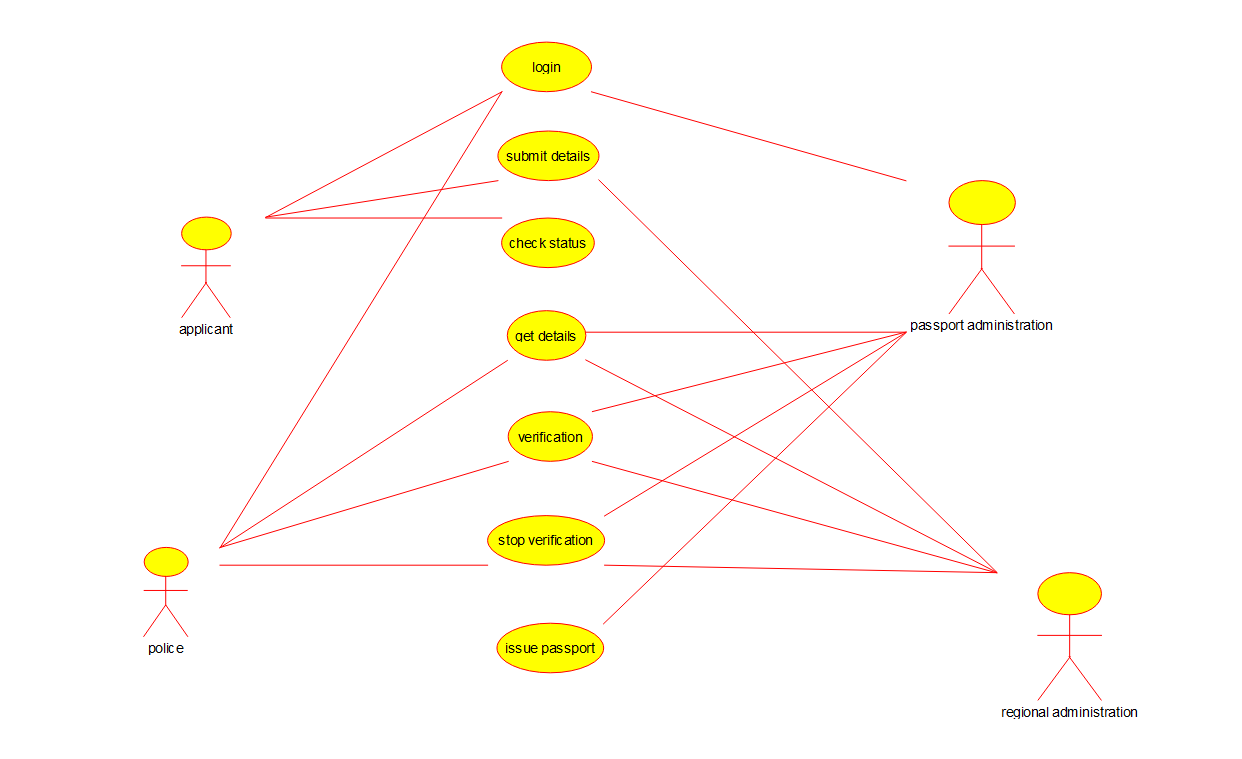 login
submit details
check status
applicant
passport administration
get details
verification
stop verification
police
issue passport
regional administration